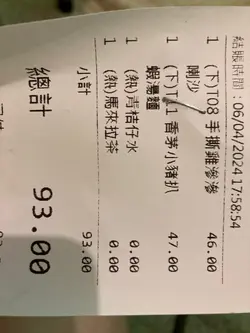 結賬時間:06/04/2024 17:58:54
1 (下)T08 手撕雞滲滲 46.00
喇沙
1 (下)T11 香茅小豬扒 47.00
蝦湯麵
1 (熱)青桔仔水 0.00
1 (熱)馬來拉茶 0.00
小計 93.00
總計 93.00